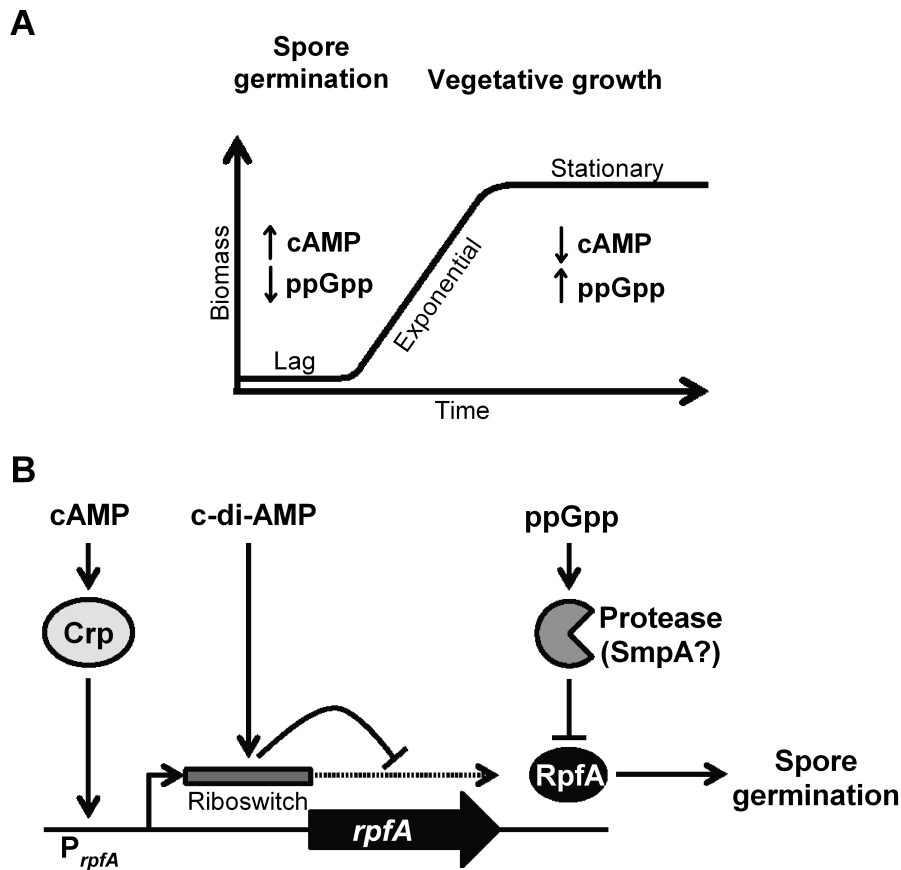 A
Spore
germination
Vegetative growth
Stationary
cAMP
ppGpp
cAMP
ppGpp
Exponential
Biomass
Lag
Time
B
cAMP
c-di-AMP
ppGpp
Crp
Protease
(SmpA?)
RpfA
Spore
germination
Riboswitch
rpfA
PrpfA